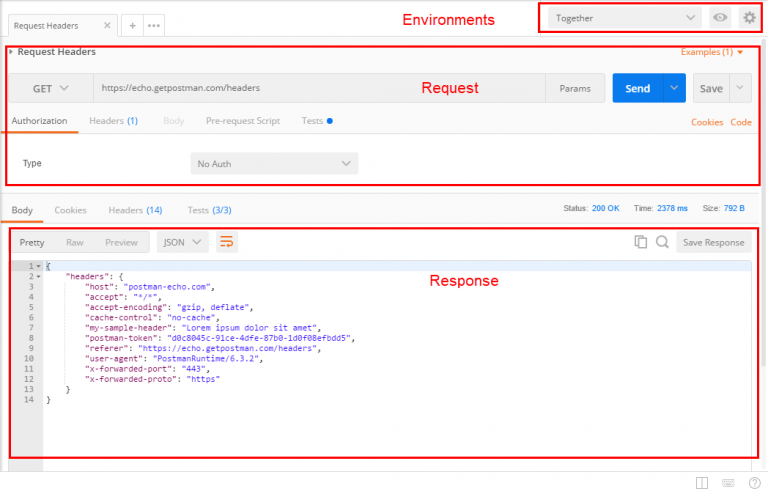 Environments
Request Headers
Together
Request Headers
Examples (1)
GET
https://echo.getpostman.com/headers
Request
Params
Send
Save
Authorization
Headers (1)
Body
Pre-request Script
Tests
Cookies
Code
Type
No Auth
Body
Cookies
Headers (14)
Tests (3/3)
Status: 200 OK
Time: 2378 ms
Size: 792 B
Pretty
Raw
Preview
JSON
Save Response
Response
1 {
2 "headers": {
3 "host": "postman-echo.com",
4 "accept": "*/*",
5 "accept-encoding": "gzip, deflate",
6 "cache-control": "no-cache",
7 "my-sample-header": "Lorem ipsum dolor sit amet",
8 "postman-token": "d0c8045c-91ce-4dfe-87b0-1d0f08efbdd5",
9 "referer": "https://echo.getpostman.com/headers",
10 "user-agent": "PostmanRuntime/6.3.2",
11 "x-forwarded-port": "443",
12 "x-forwarded-proto": "https"
13 }
14 }